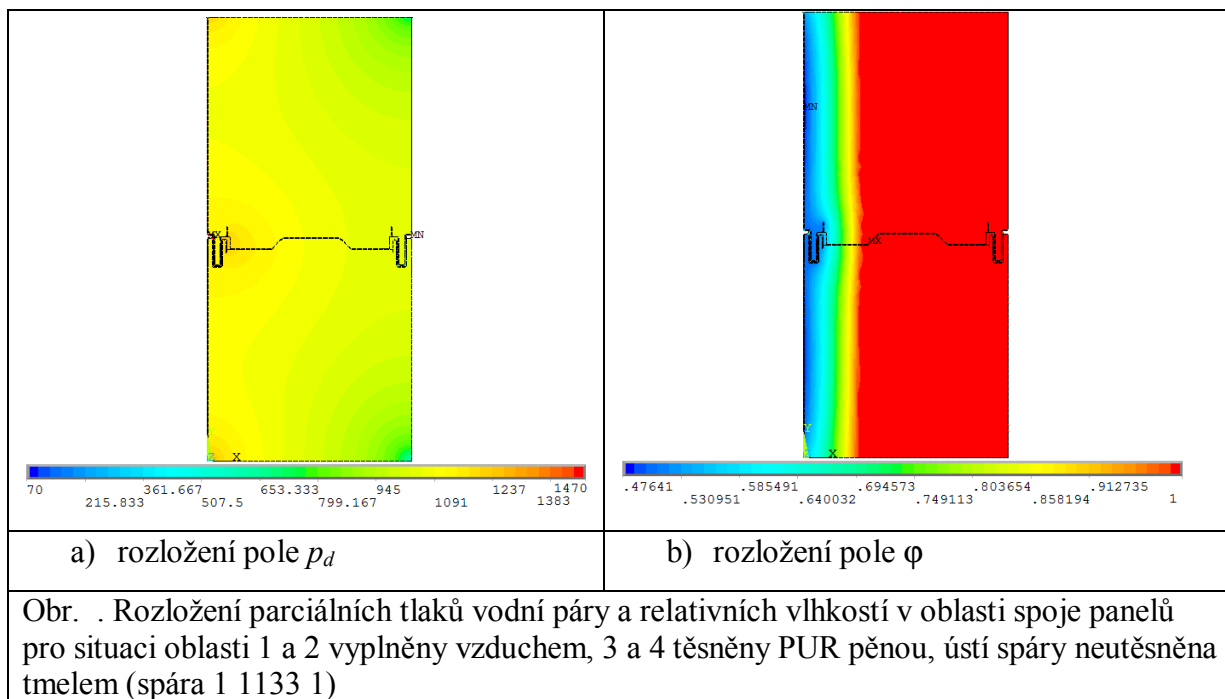 MX
MN
Y
Z X
70 361.667 653.333 945 1237 1470
215.833 507.5 799.167 1091 1383
MN
MX
Y
X
.47641 .585491 .694573 .803654 .912735
.530951 .640032 .749113 .858194 1
a) rozložení pole pd
b) rozložení pole φ
Obr. . Rozložení parciálních tlaků vodní páry a relativních vlhkostí v oblasti spoje panelů
pro situaci oblasti 1 a 2 vyplněny vzduchem, 3 a 4 těsněny PUR pěnou, ústí spáry neutěsněna
tmelem (spára 1 1133 1)